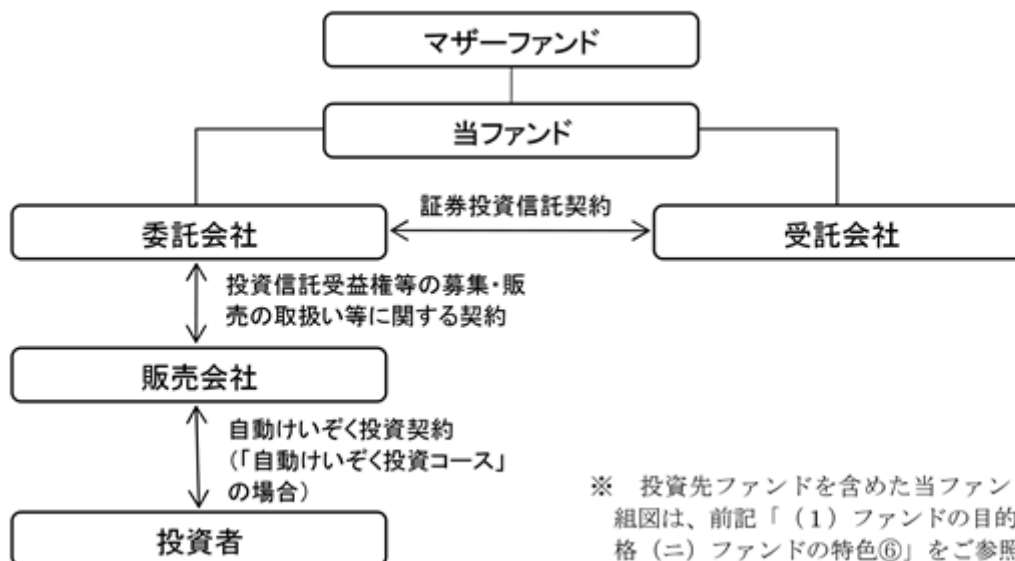 マザーファンド
当ファンド
証券投資信託契約
委託会社
受託会社
投資信託受益権等の募集・販
売の取扱い等に関する契約
販売会社
自動けいぞく投資契約
(「自動けいぞく投資コース」
の場合)
投資者
※ 投資先ファンドを含めた当ファン
組図は、前記「(1)ファンドの目的
格(ニ)ファンドの特色⑥」をご参照